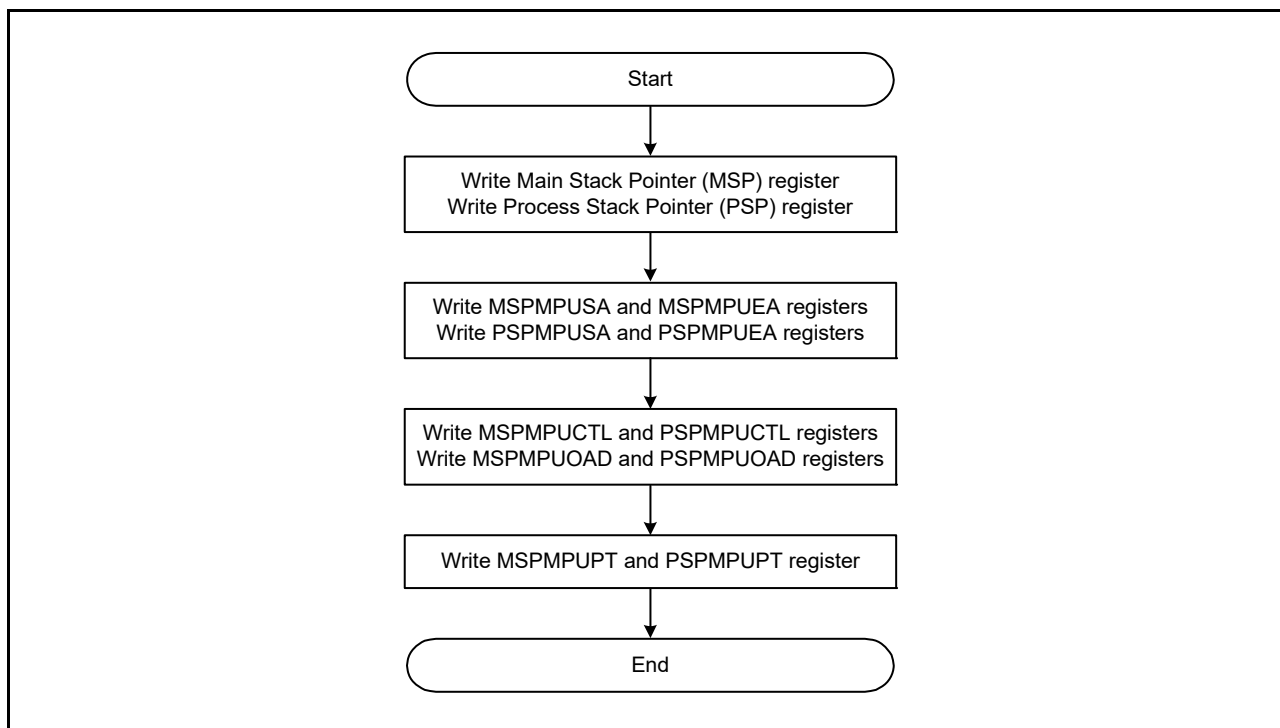 Start
Write Main Stack Pointer (MSP) register
Write Process Stack Pointer (PSP) register
Write MSPMPUSA and MSPMPUEA registers
Write PSPMPUSA and PSPMPUEA registers
Write MSPMPUCTL and PSPMPUCTL registers
Write MSPMPUOAD and PSPMPUOAD registers
Write MSPMPUPT and PSPMPUPT register
End